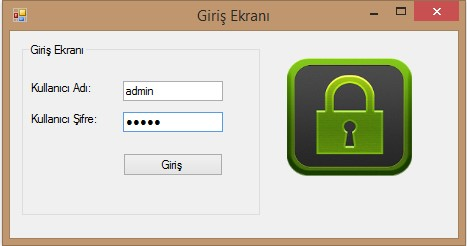 Giriş Ekranı
Giriş Ekranı
Kullanıcı Adı: admin
Kullanıcı Şifre: •••••
Giriş